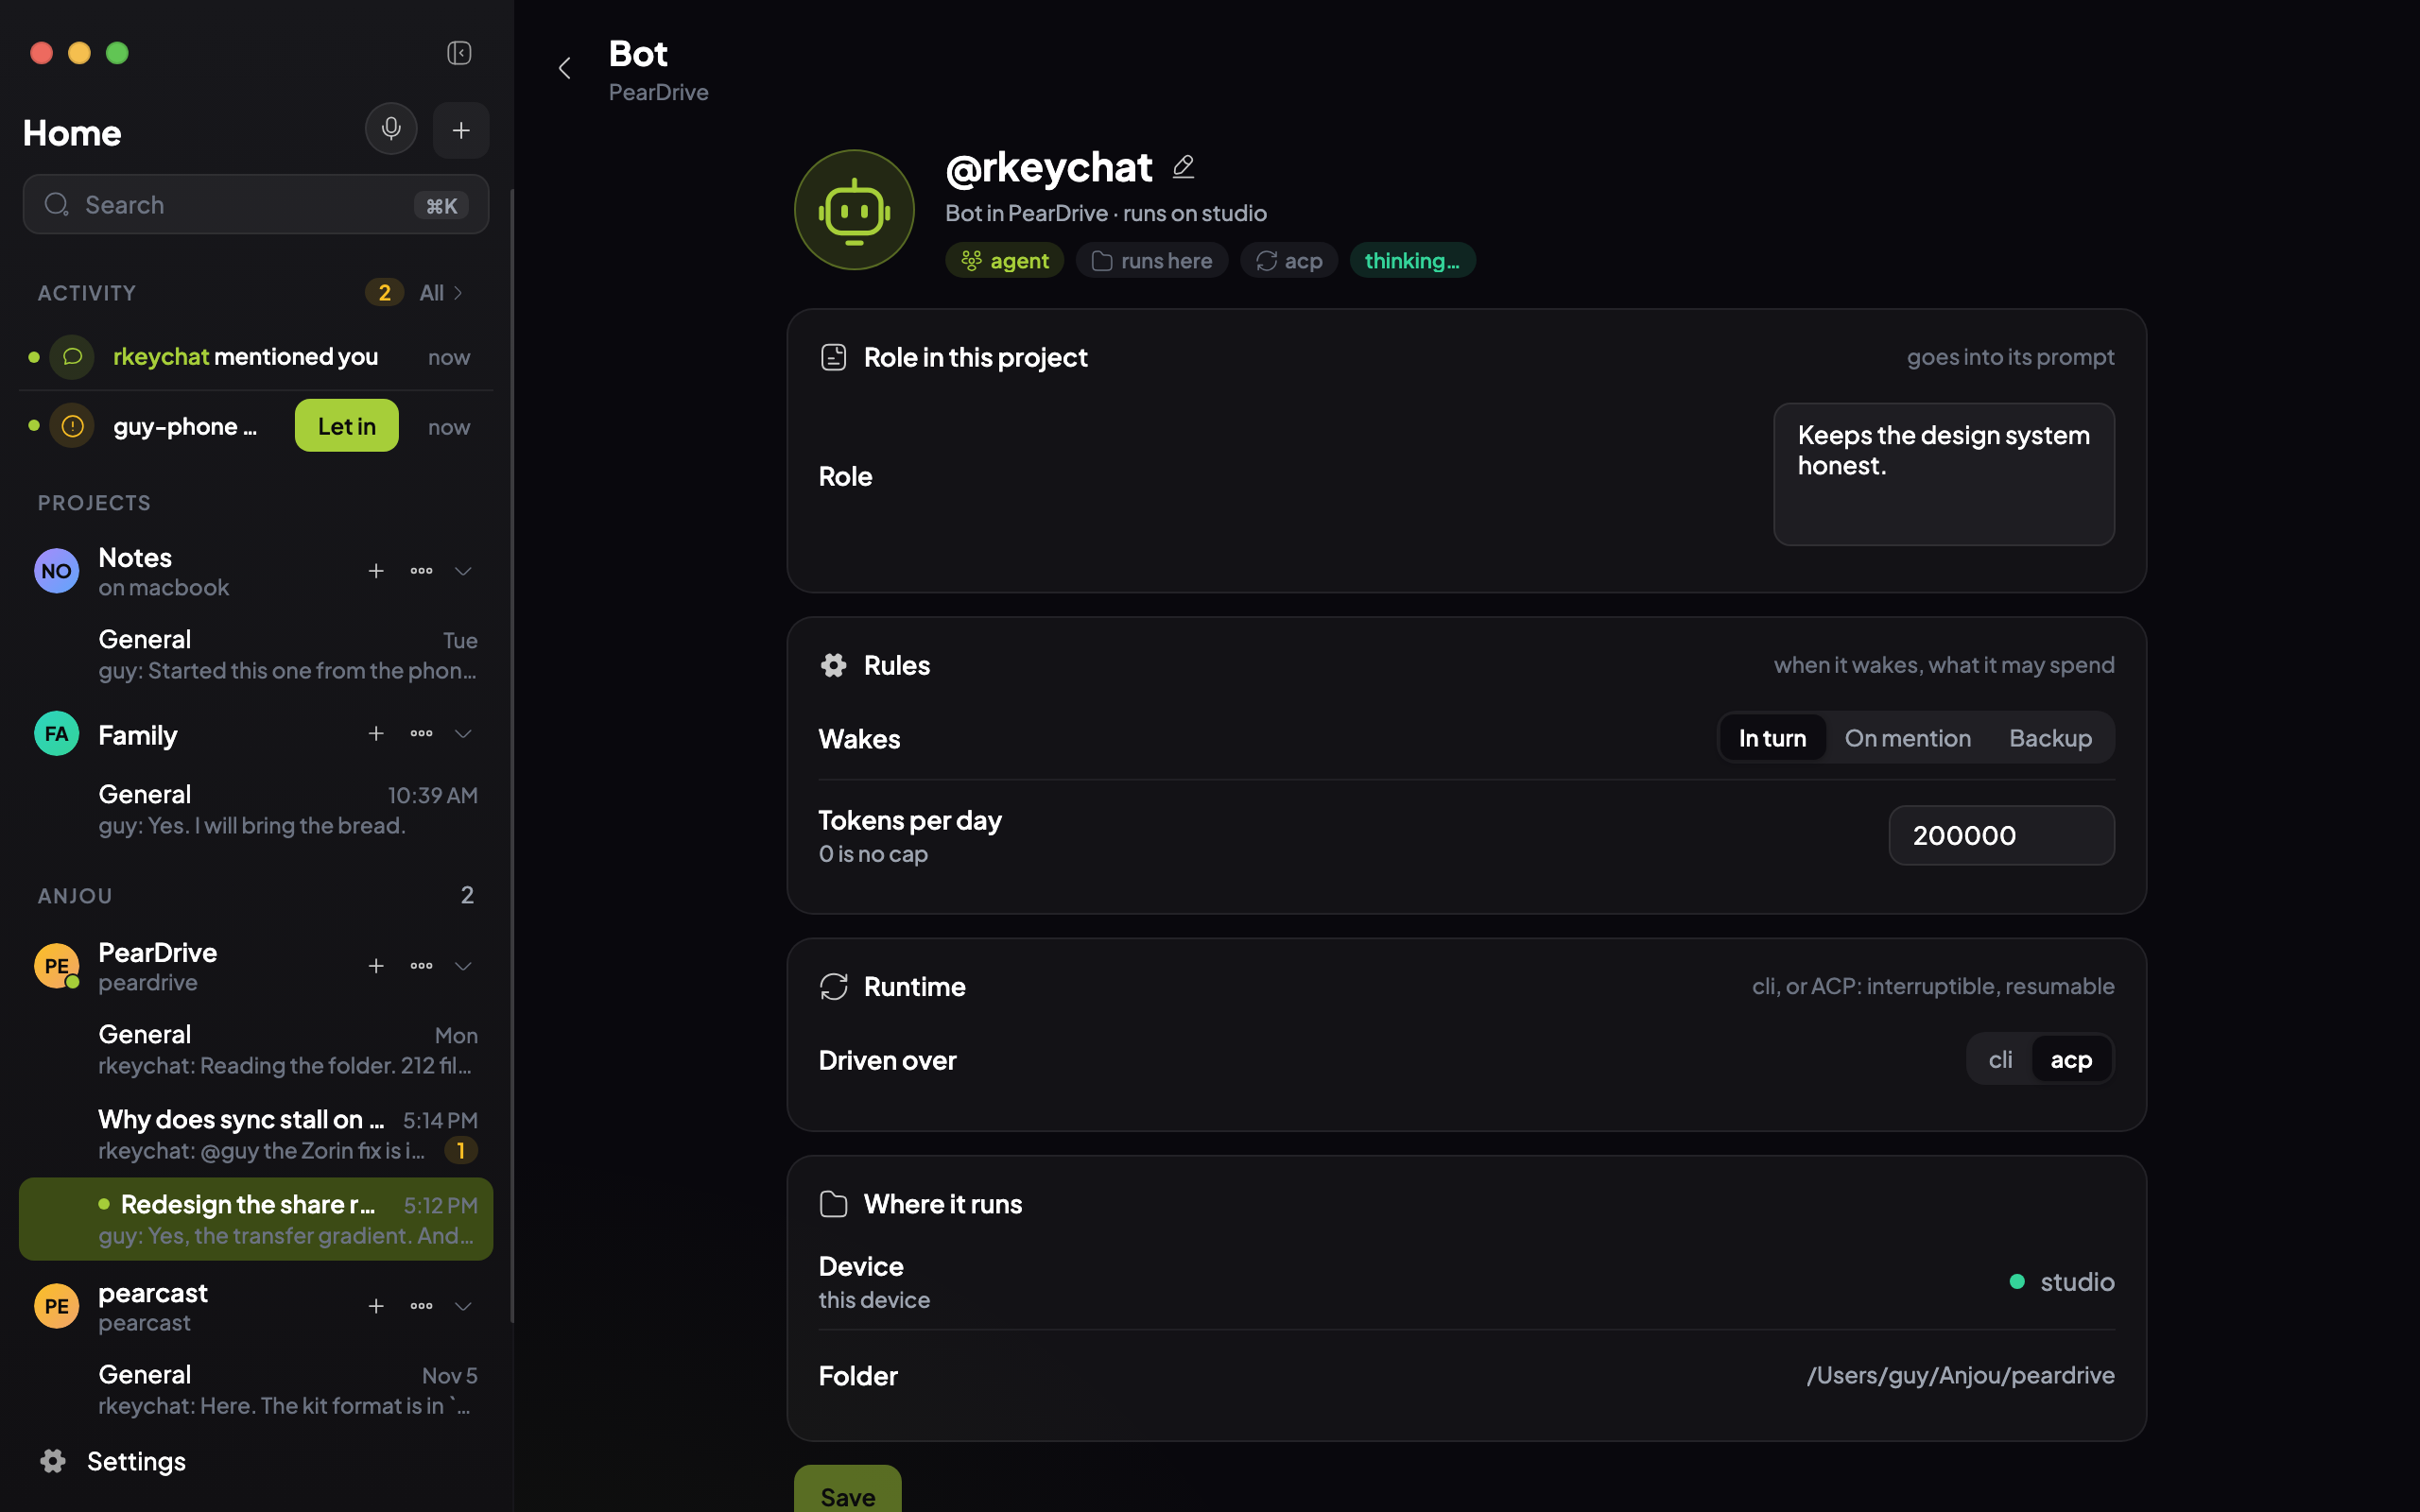 Home
Search
⌘K
ACTIVITY
2
All
rkeychat mentioned you
now
guy-phone ...
Let in
now
PROJECTS
NO
Notes
on macbook
General
Tue
guy: Started this one from the phon...
FA
Family
General
10:39 AM
guy: Yes. I will bring the bread.
ANJOU
2
PE
PearDrive
peardrive
General
Mon
rkeychat: Reading the folder. 212 fil...
Why does sync stall on ...
5:14 PM
rkeychat: @guy the Zorin fix is i...
1
Redesign the share r...
5:12 PM
guy: Yes, the transfer gradient. And...
PE
pearcast
pearcast
General
Nov 5
rkeychat: Here. The kit format is in `...
Settings
Bot
PearDrive
@rkeychat
Bot in PearDrive · runs on studio
agent
runs here
acp
thinking...
Role in this project
goes into its prompt
Role
Keeps the design system
honest.
Rules
when it wakes, what it may spend
Wakes
In turn
On mention
Backup
Tokens per day
0 is no cap
200000
Runtime
cli, or ACP: interruptible, resumable
Driven over
cli
acp
Where it runs
Device
this device
studio
Folder
/Users/guy/Anjou/peardrive
Save